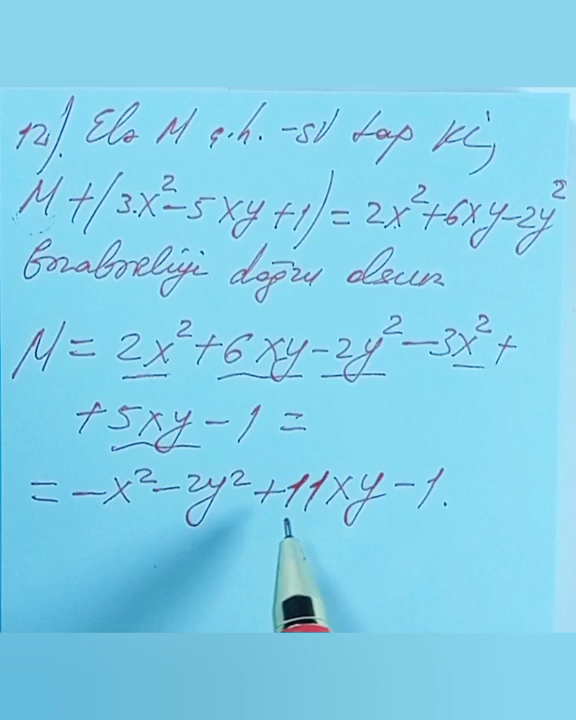 12). Elə M ç.h. -si tap ki,
M+(3x²-5xy+1)=2x²+6xy-2y²
bərabərliyi doğru olsun
M=2x²+6xy-2y²-3x²+
+5xy-1=
=-x²-2y²+11xy-1.